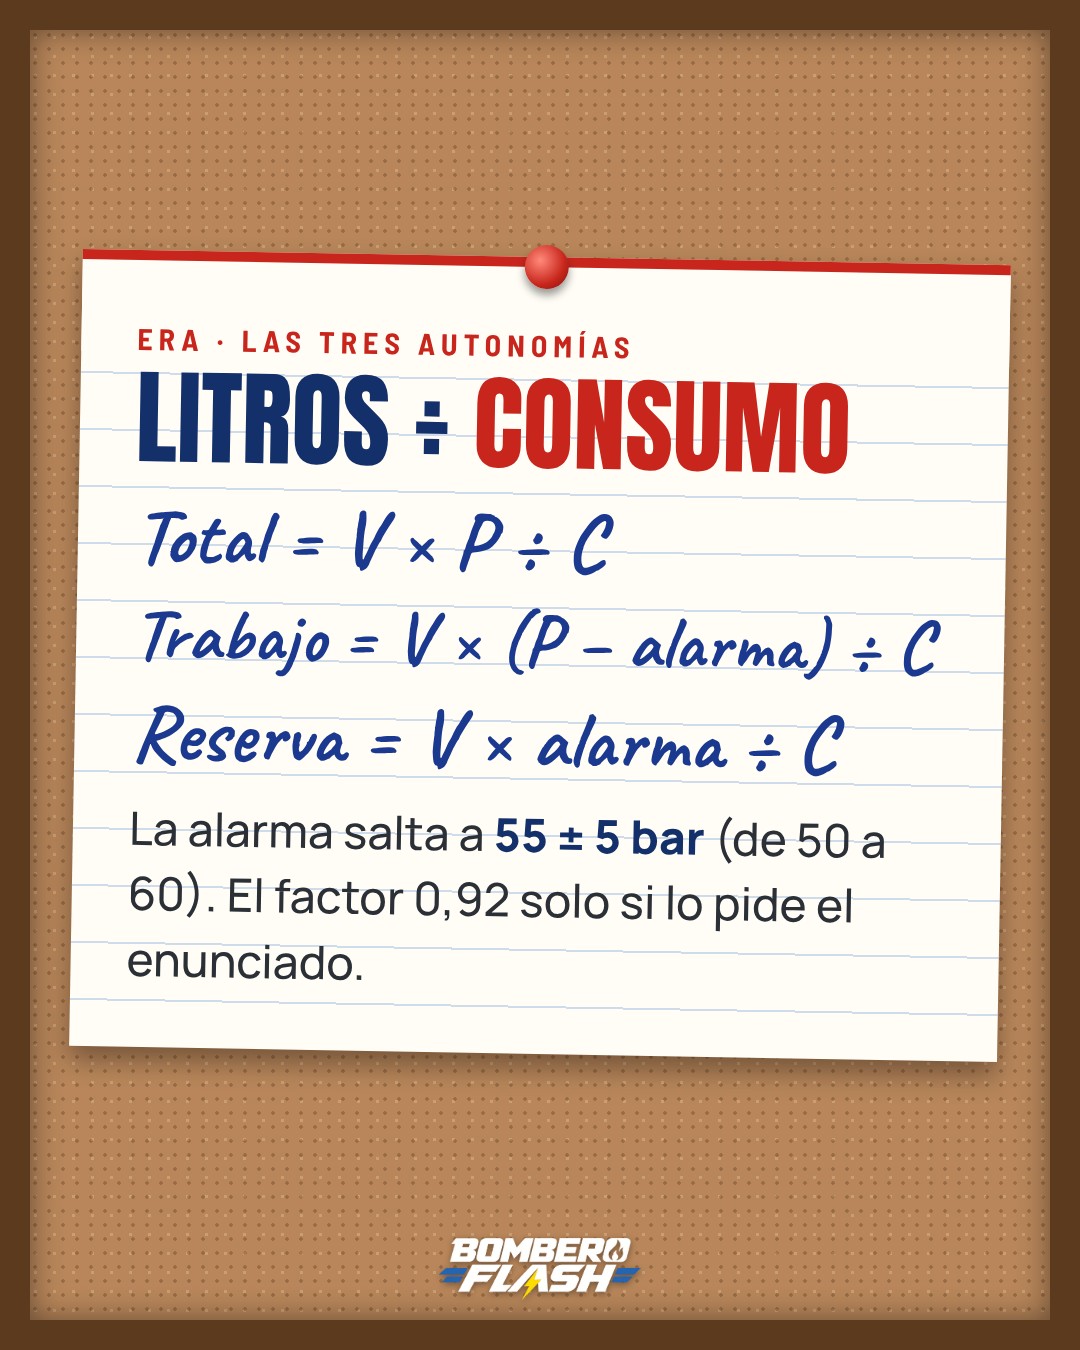 ERA · LAS TRES AUTONOMÍAS
LITROS ÷ CONSUMO
Total = V × P ÷ C
Trabajo = V × (P – alarma) ÷ C
Reserva = V × alarma ÷ C
La alarma salta a 55 ± 5 bar (de 50 a
60). El factor 0,92 solo si lo pide el
enunciado.
BOMBERO
FLASH